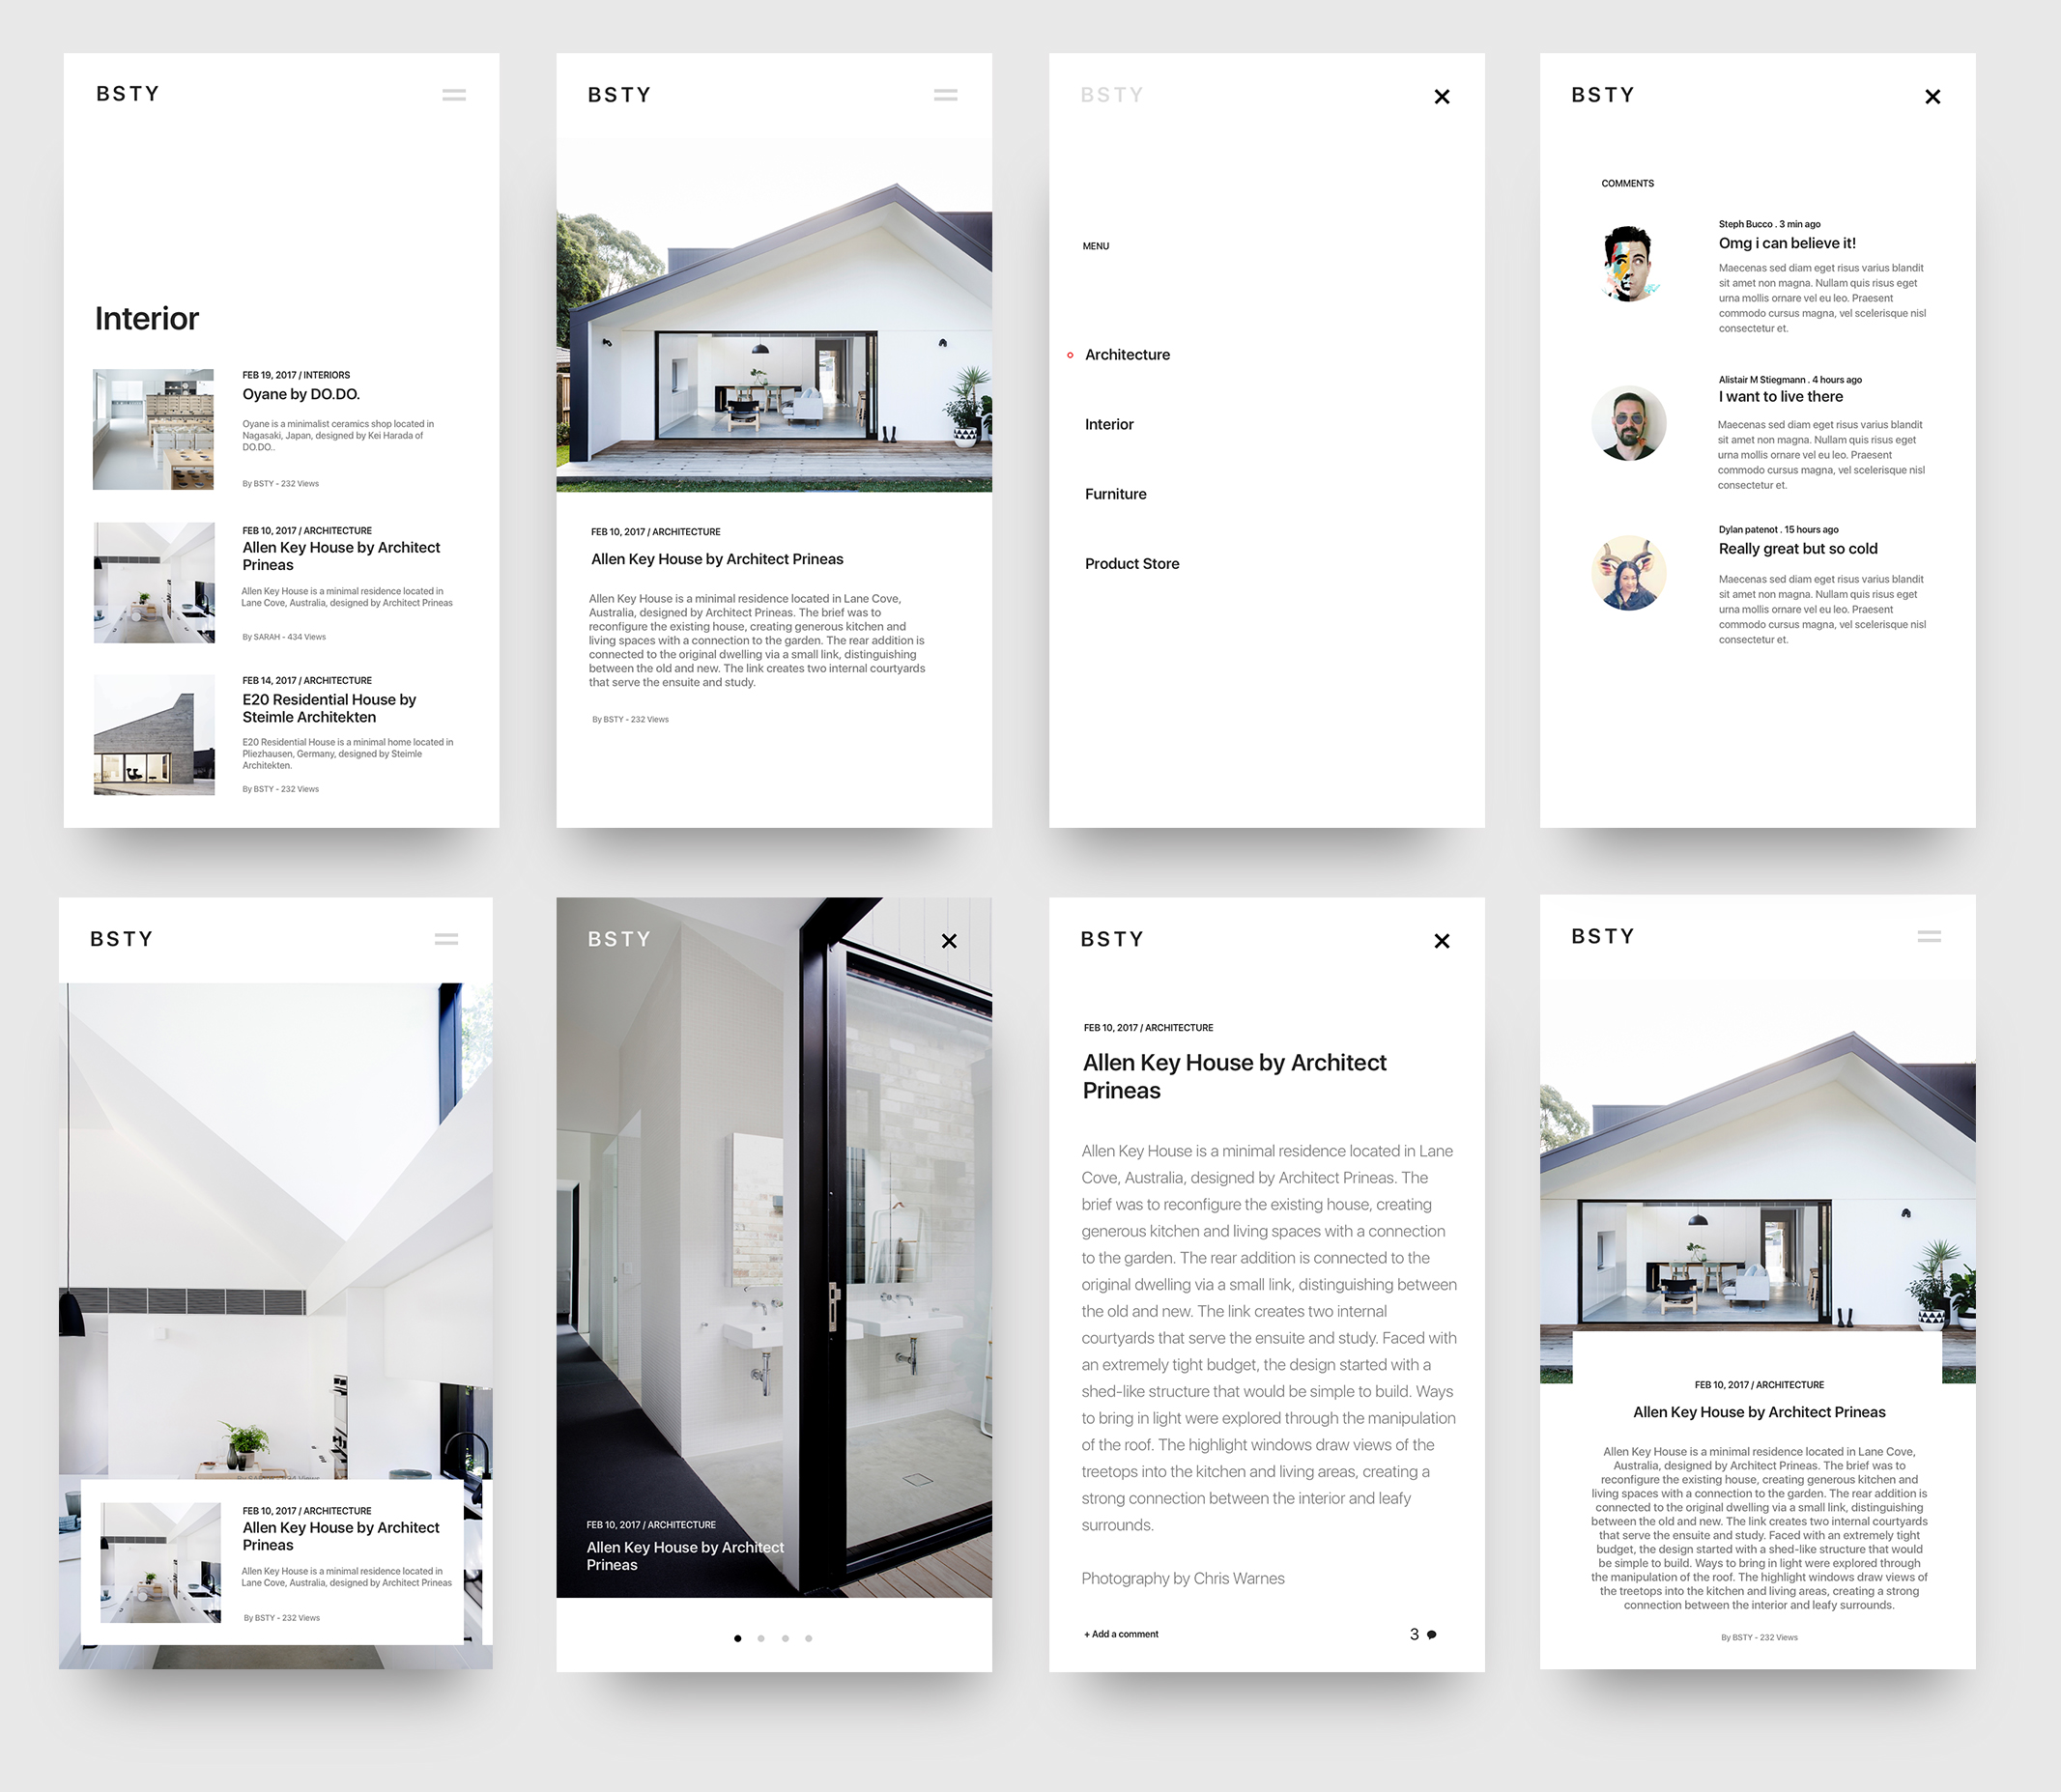 BSTY
Interior
FEB 19, 2017 / INTERIORS
Oyane by DO.DO.
Oyane is a minimalist ceramics shop located in
Nagasaki, Japan, designed by Kei Harada of
DO.DO..
By BSTY - 232 Views
FEB 10, 2017 / ARCHITECTURE
Allen Key House by Architect
Prineas
Allen Key House is a minimal residence located in
Lane Cove, Australia, designed by Architect Prineas
By SARAH - 434 Views
FEB 14, 2017 / ARCHITECTURE
E20 Residential House by
Steimle Architekten
E20 Residential House is a minimal home located in
Pliezhausen, Germany, designed by Steimle
Architekten.
By BSTY - 232 Views
BSTY
FEB 10, 2017 / ARCHITECTURE
Allen Key House by Architect Prineas
Allen Key House is a minimal residence located in Lane Cove,
Australia, designed by Architect Prineas. The brief was to
reconfigure the existing house, creating generous kitchen and
living spaces with a connection to the garden. The rear addition is
connected to the original dwelling via a small link, distinguishing
between the old and new. The link creates two internal courtyards
that serve the ensuite and study.
By BSTY - 232 Views
BSTY
MENU
Architecture
Interior
Furniture
Product Store
BSTY
COMMENTS
Steph Bucco . 3 min ago
Omg i can believe it!
Maecenas sed diam eget risus varius blandit
sit amet non magna. Nullam quis risus eget
urna mollis ornare vel eu leo. Praesent
commodo cursus magna, vel scelerisque nisl
consectetur et.
Alistair M Stiegmann . 4 hours ago
I want to live there
Maecenas sed diam eget risus varius blandit
sit amet non magna. Nullam quis risus eget
urna mollis ornare vel eu leo. Praesent
commodo cursus magna, vel scelerisque nisl
consectetur et.
Dylan patenot . 15 hours ago
Really great but so cold
Maecenas sed diam eget risus varius blandit
sit amet non magna. Nullam quis risus eget
urna mollis ornare vel eu leo. Praesent
commodo cursus magna, vel scelerisque nisl
consectetur et.
BSTY
FEB 10, 2017 / ARCHITECTURE
Allen Key House by Architect
Prineas
Allen Key House is a minimal residence located in
Lane Cove, Australia, designed by Architect Prineas
By BSTY - 232 Views
BSTY
FEB 10, 2017 / ARCHITECTURE
Allen Key House by Architect
Prineas
BSTY
FEB 10, 2017 / ARCHITECTURE
Allen Key House by Architect
Prineas
Allen Key House is a minimal residence located in Lane
Cove, Australia, designed by Architect Prineas. The
brief was to reconfigure the existing house, creating
generous kitchen and living spaces with a connection
to the garden. The rear addition is connected to the
original dwelling via a small link, distinguishing between
the old and new. The link creates two internal
courtyards that serve the ensuite and study. Faced with
an extremely tight budget, the design started with a
shed-like structure that would be simple to build. Ways
to bring in light were explored through the manipulation
of the roof. The highlight windows draw views of the
treetops into the kitchen and living areas, creating a
strong connection between the interior and leafy
surrounds.
Photography by Chris Warnes
+ Add a comment
3
BSTY
FEB 10, 2017 / ARCHITECTURE
Allen Key House by Architect Prineas
Allen Key House is a minimal residence located in Lane Cove,
Australia, designed by Architect Prineas. The brief was to
reconfigure the existing house, creating generous kitchen and
living spaces with a connection to the garden. The rear addition is
connected to the original dwelling via a small link, distinguishing
between the old and new. The link creates two internal courtyards
that serve the ensuite and study. Faced with an extremely tight
budget, the design started with a shed-like structure that would
be simple to build. Ways to bring in light were explored through
the manipulation of the roof. The highlight windows draw views of
the treetops into the kitchen and living areas, creating a strong
connection between the interior and leafy surrounds.
By BSTY - 232 Views